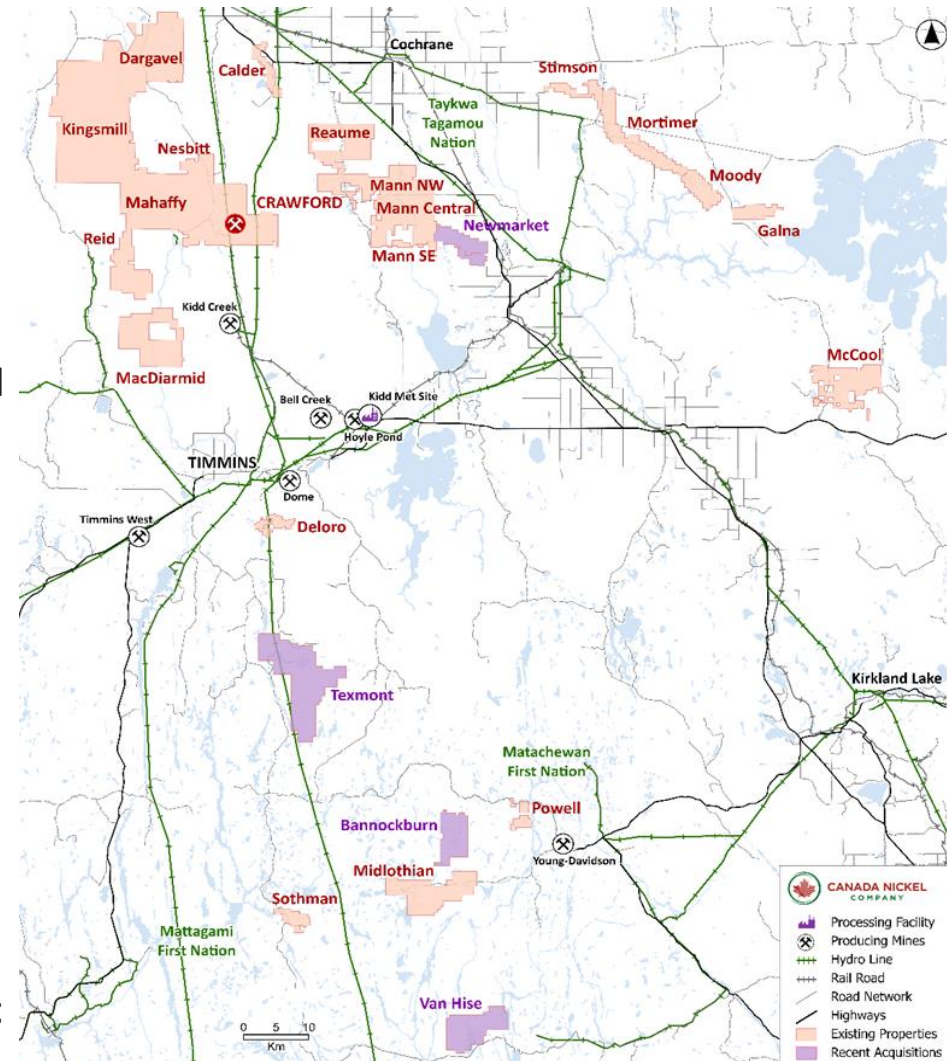 Cochrane
Dargavel
Calder
Stimson
Taykwa
Tagamou
Nation
Kingsmill
Reaume
Mortimer
Nesbitt
Moody
Mann NW
Mahaffy
CRAWFORD
Mann Central
Newmarket
Galna
Reid
Mann SE
Kidd Creek
McCool
MacDiarmid
Bell Creek
Kidd Met Site
Hoyle Pond
TIMMINS
Dome
Timmins West
Deloro
Texmont
Kirkland Lake
Matachewan
First Nation
Powell
Bannockburn
Young-Davidson
Midlothian
Sothman
Mattagami
First Nation
Van Hise
0 5 10
Km
CANADA NICKEL
COMPANY
Processing Facility
Producing Mines
Hydro Line
Rail Road
Road Network
Highways
Existing Properties
Recent Acquisitions